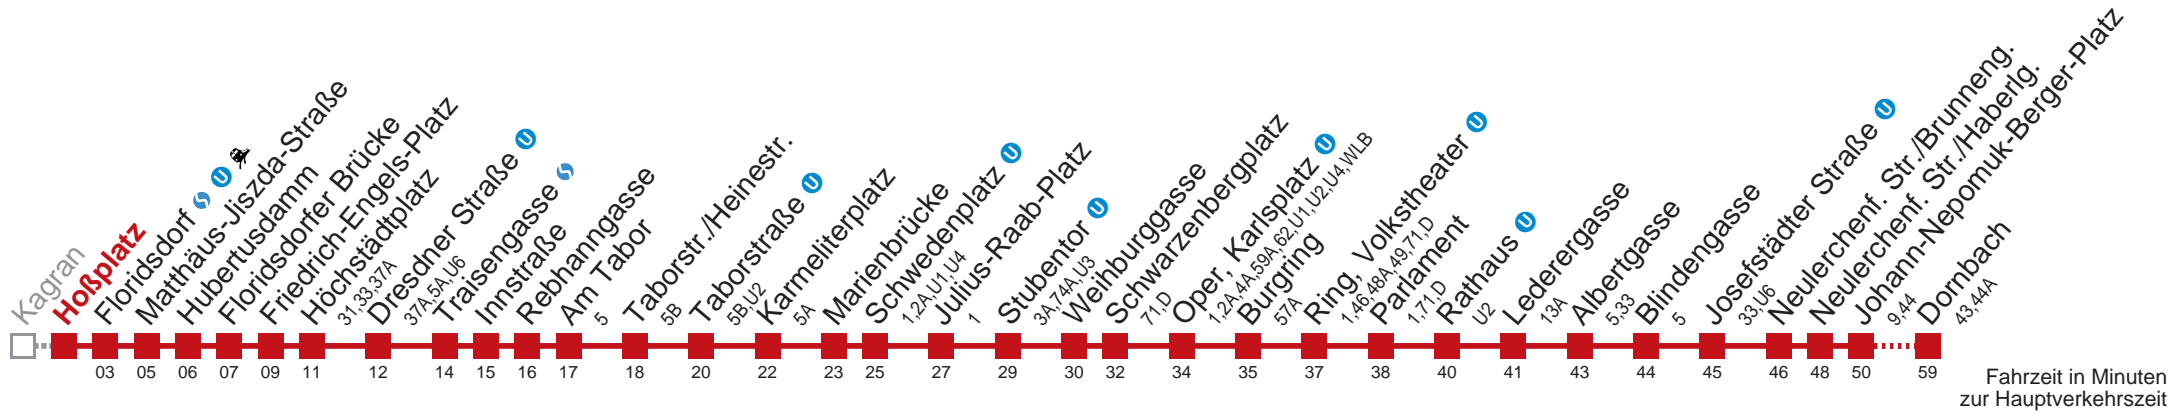 Kagran
Hoßplatz
Floridsdorf S U
Matthäus-Jiszda-Straße
Hubertusdamm
Floridsdorfer Brücke
Friedrich-Engels-Platz
Höchstädtplatz
31,33,37A
Dresdner Straße U
37A,5A,U6
Traisengasse S
Innstraße
Rebhanngasse
Am Tabor
5
Taborstr./Heinestr.
5B
Taborstraße U
5B,U2
Karmeliterplatz
5A
Marienbrücke
Schwedenplatz U
1,2A,U1,U4
Julius-Raab-Platz
1
Stubentor U
3A,74A,U3
Weihburggasse
Schwarzenbergplatz
71,D
Oper, Karlsplatz U
1,2A,4A,59A,62,U1,U2,U4,WLB
Burgring
57A
Ring, Volkstheater U
1,46,48A,49,71,D
Parlament
1,71,D
Rathaus U
U2
Lederergasse
13A
Albertgasse
5,33
Blindengasse
5
Josefstädter Straße U
33,U6
Neulerchenf. Str./Brunneng.
Neulerchenf. Str./Haberlg.
Johann-Nepomuk-Berger-Platz
9,44
Dornbach
43,44A
03 05 06 07 09 11 12 14 15 16 17 18 20 22 23 25 27 29 30 32 34 35 37 38 40 41 43 44 45 46 48 50 59
Fahrzeit in Minuten
zur Hauptverkehrszeit